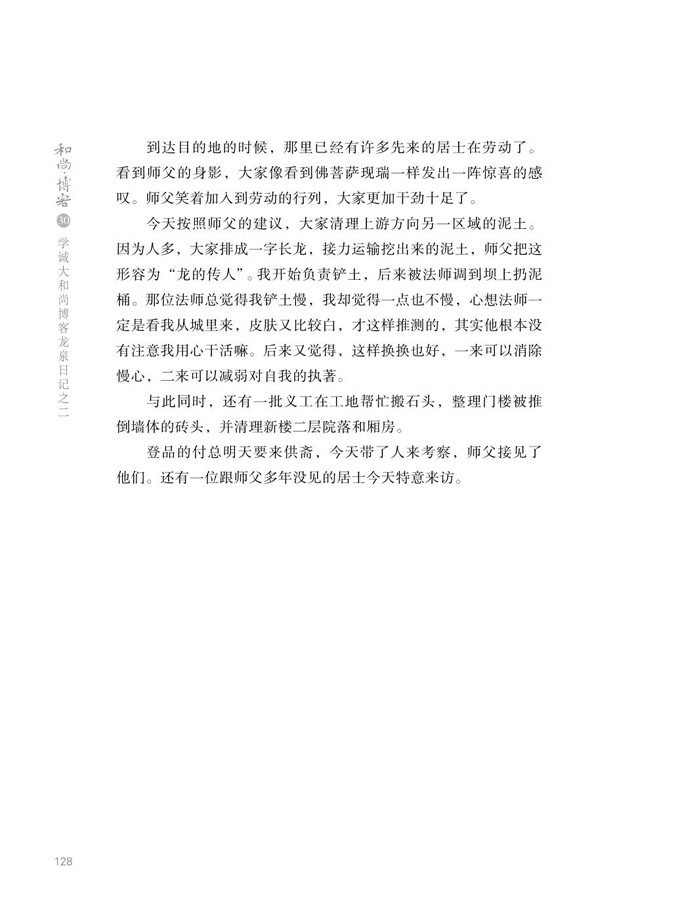 和尚·博客
30
学诚大和尚博客龙泉日记之二
到达目的地的时候，那里已经有许多先来的居士在劳动了。
看到师父的身影，大家像看到佛菩萨现瑞一样发出一阵惊喜的感
叹。师父笑着加入到劳动的行列，大家更加干劲十足了。
今天按照师父的建议，大家清理上游方向另一区域的泥土。
因为人多，大家排成一字长龙，接力运输挖出来的泥土，师父把这
形容为“龙的传人”。我开始负责铲土，后来被法师调到坝上扔泥
桶。那位法师总觉得我铲土慢，我却觉得一点也不慢，心想法师一
定是看我从城里来，皮肤又比较白，才这样推测的，其实他根本没
有注意我用心干活嘛。后来又觉得，这样换换也好，一来可以消除
慢心，二来可以减弱对自我的执著。
与此同时，还有一批义工在工地帮忙搬石头，整理门楼被推
倒墙体的砖头，并清理新楼二层院落和厢房。
登品的付总明天要来供斋，今天带了人来考察，师父接见了
他们。还有一位跟师父多年没见的居士今天特意来访。
128